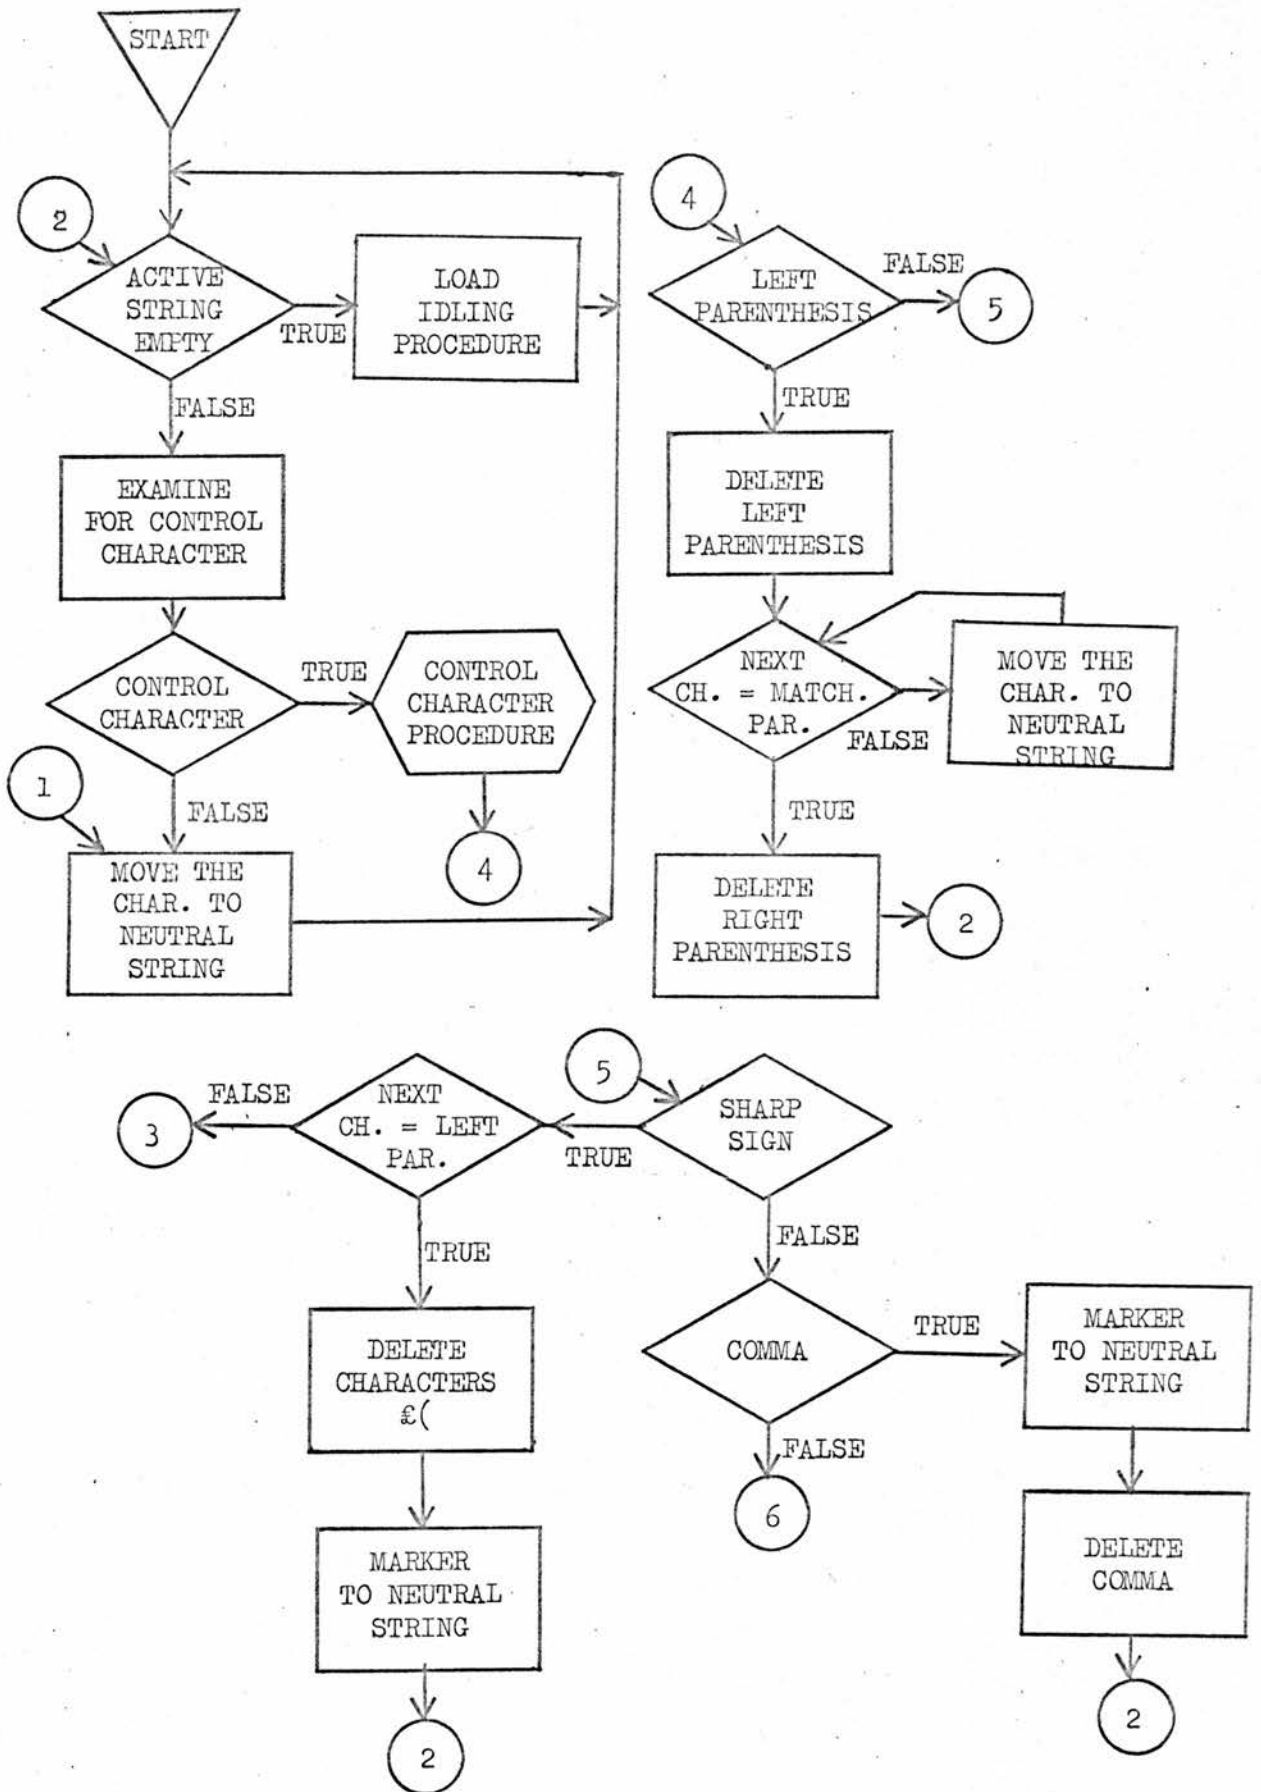 START
2
ACTIVE
STRING
EMPTY
TRUE
LOAD
IDLING
PROCEDURE
FALSE
EXAMINE
FOR CONTROL
CHARACTER
CONTROL
CHARACTER
TRUE
CONTROL
CHARACTER
PROCEDURE
4
FALSE
1
MOVE THE
CHAR. TO
NEUTRAL
STRING
4
LEFT
PARENTHESIS
FALSE
5
TRUE
DELETE
LEFT
PARENTHESIS
NEXT
CH. = MATCH.
PAR.
FALSE
MOVE THE
CHAR. TO
NEUTRAL
STRING
TRUE
DELETE
RIGHT
PARENTHESIS
2
5
SHARP
SIGN
TRUE
NEXT
CH. = LEFT
PAR.
FALSE
3
TRUE
DELETE
CHARACTERS
£(
MARKER
TO NEUTRAL
STRING
2
FALSE
COMMA
TRUE
MARKER
TO NEUTRAL
STRING
DELETE
COMMA
2
FALSE
6